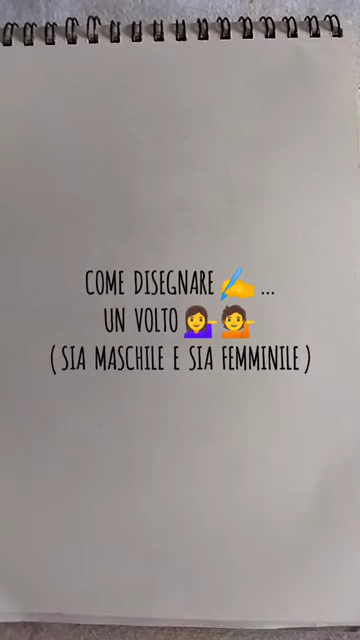 COME DISEGNARE ✍️...
UN VOLTO 💁‍♀️💁
(SIA MASCHILE E SIA FEMMINILE)